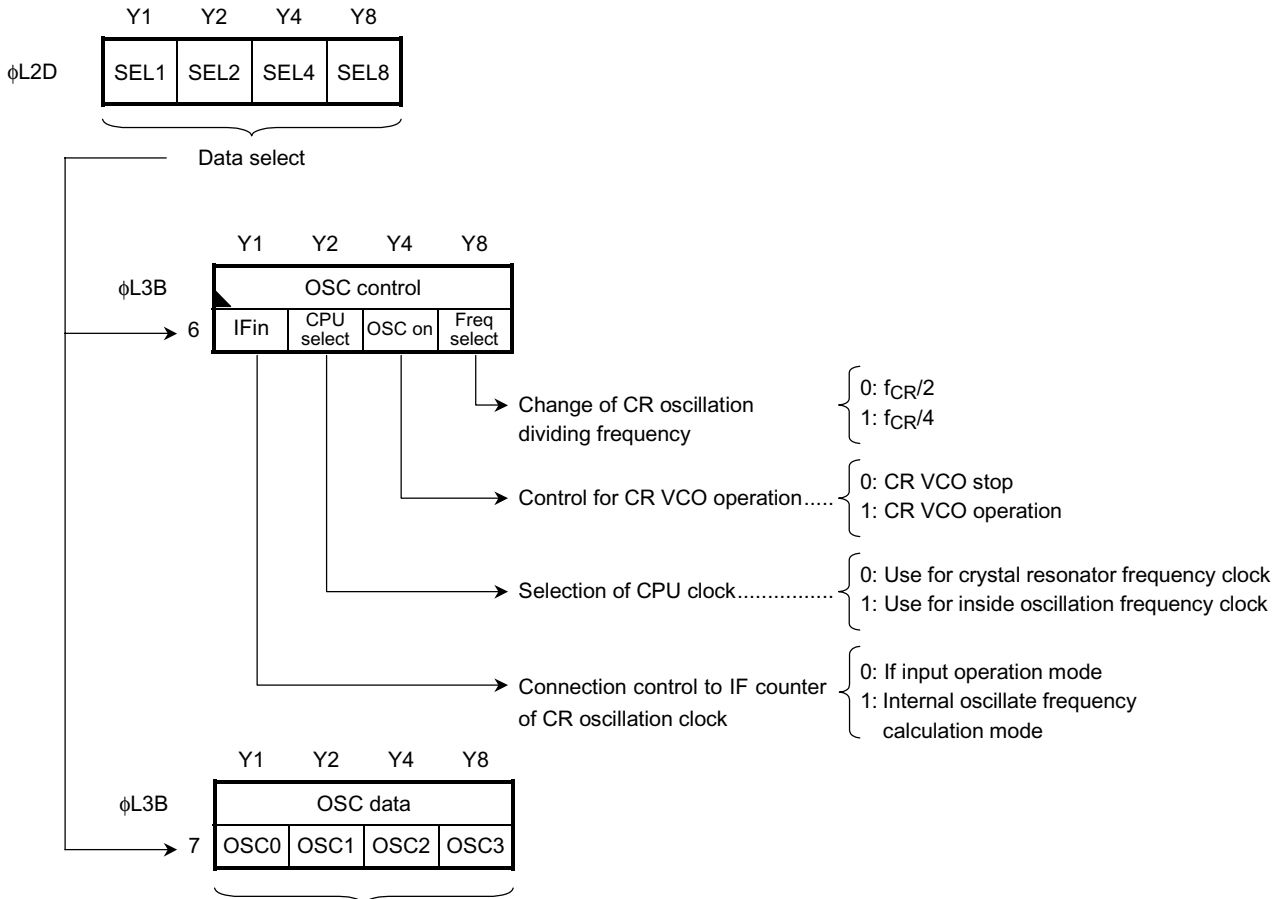 Y1 Y2 Y4 Y8
ϕL2D SEL1 SEL2 SEL4 SEL8
Data select
Y1 Y2 Y4 Y8
ϕL3B OSC control
6 IFin CPU select OSC on Freq select
Change of CR oscillation
dividing frequency
0: fCR/2
1: fCR/4
Control for CR VCO operation.....
0: CR VCO stop
1: CR VCO operation
Selection of CPU clock................
0: Use for crystal resonator frequency clock
1: Use for inside oscillation frequency clock
Connection control to IF counter
of CR oscillation clock
0: If input operation mode
1: Internal oscillate frequency
calculation mode
Y1 Y2 Y4 Y8
ϕL3B OSC data
7 OSC0 OSC1 OSC2 OSC3